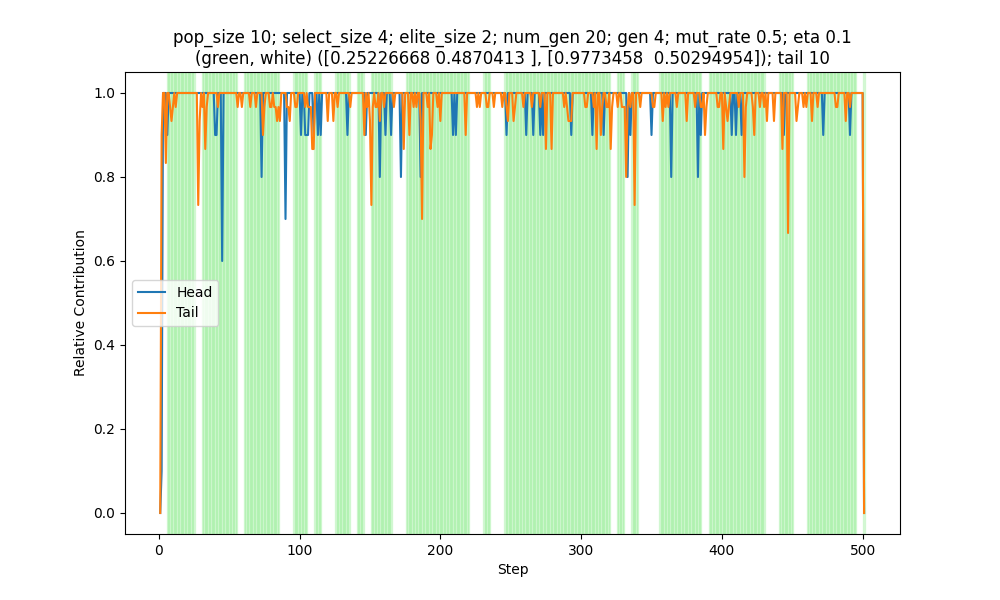 pop_size 10; select_size 4; elite_size 2; num_gen 20; gen 4; mut_rate 0.5; eta 0.1
(green, white) ([0.25226668 0.4870413 ], [0.9773458  0.50294954]); tail 10
1.0
0.8
0.6
0.4
0.2
0.0
Relative Contribution
Head
Tail
0
100
200
300
400
500
Step